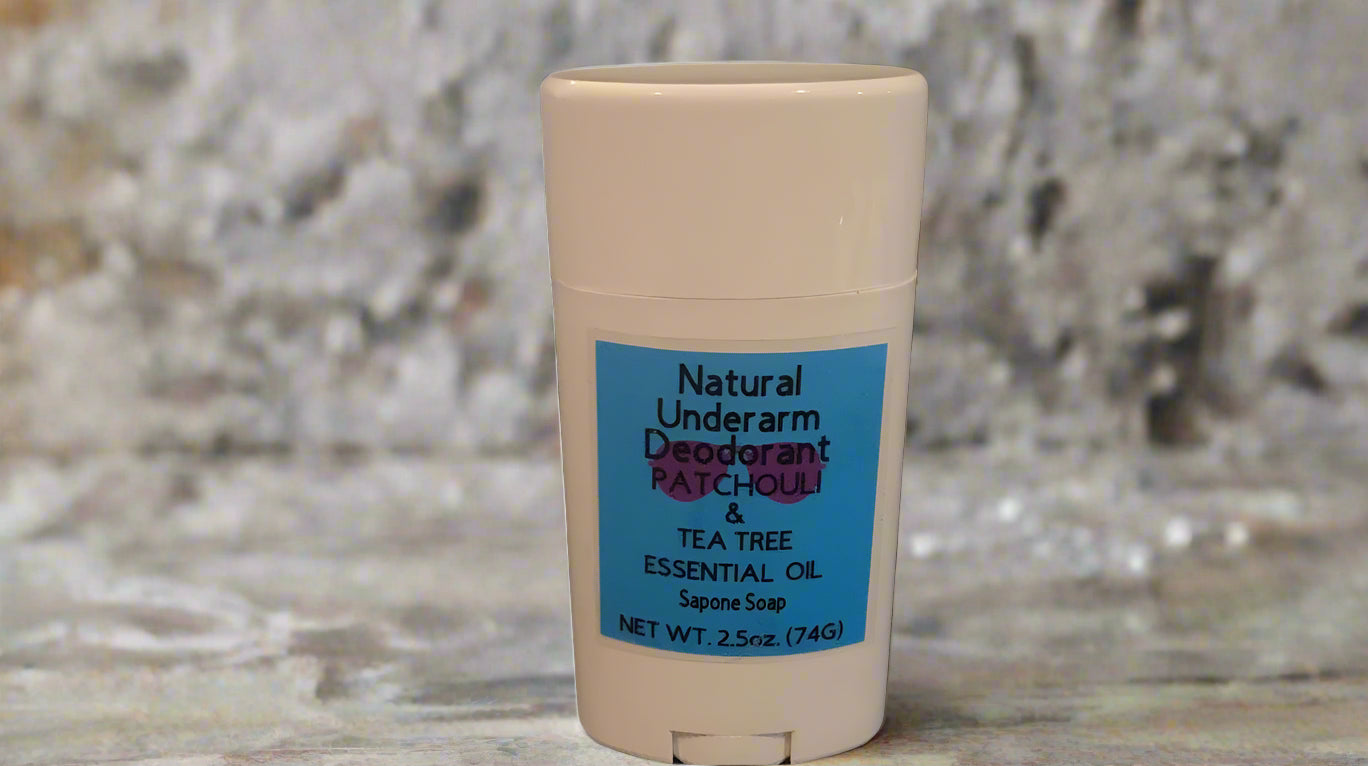 Natural
Underarm
Deodorant
PATCHOULI
&
TEA TREE
ESSENTIAL OIL
Sapone Soap
NET WT. 2.5oz. (74G)